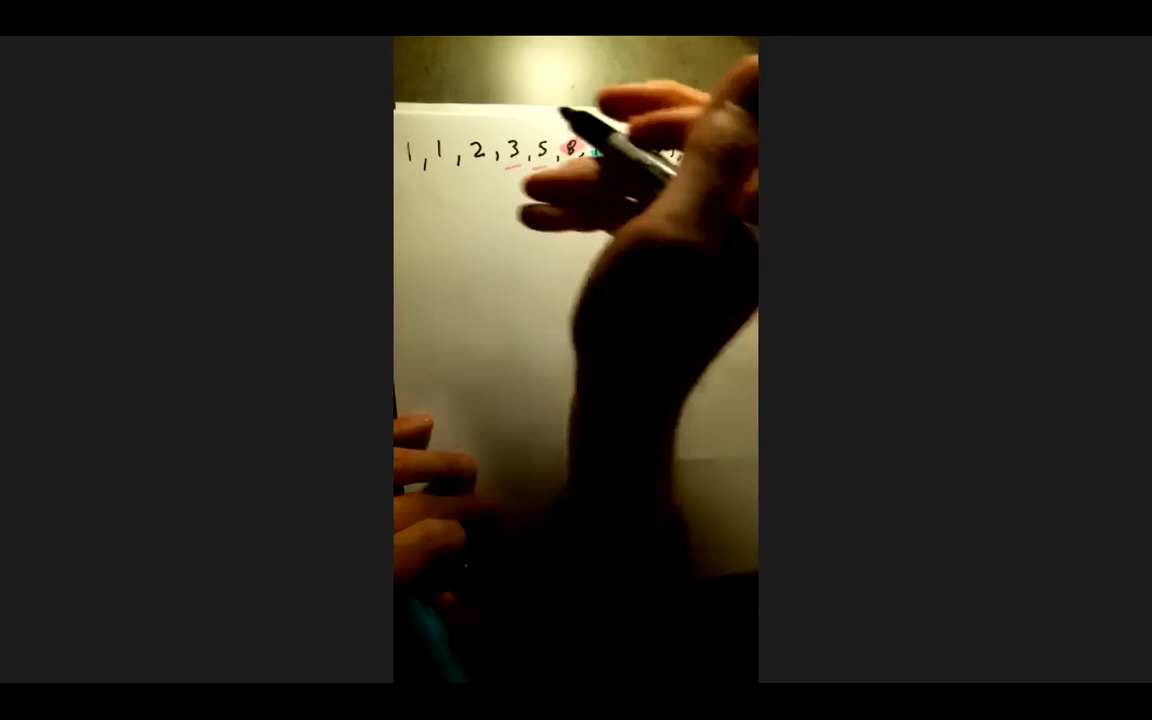 1, 1, 2, 3, 5, 8,